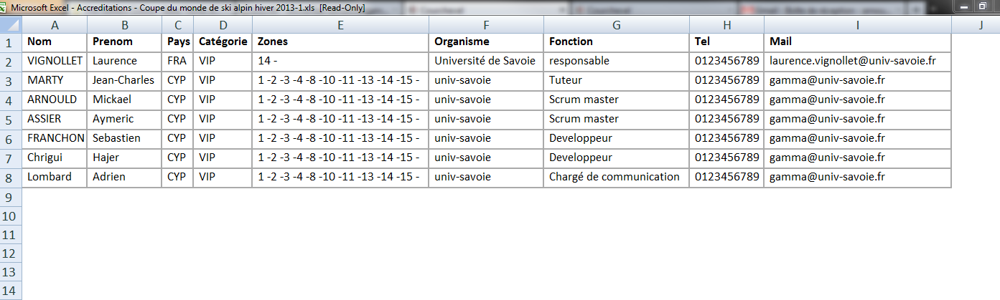 Microsoft Excel - Accreditations - Coupe du monde de ski alpin hiver 2013-1.xls [Read-Only]
A B C D E F G H I J
1 Nom Prenom Pays Catégorie Zones Organisme Fonction Tel Mail
2 VIGNOLLET Laurence FRA VIP 14 - Université de Savoie responsable 0123456789 laurence.vignollet@univ-savoie.fr
3 MARTY Jean-Charles CYP VIP 1 -2 -3 -4 -8 -10 -11 -13 -14 -15 - univ-savoie Tuteur 0123456789 gamma@univ-savoie.fr
4 ARNOULD Mickael CYP VIP 1 -2 -3 -4 -8 -10 -11 -13 -14 -15 - univ-savoie Scrum master 0123456789 gamma@univ-savoie.fr
5 ASSIER Aymeric CYP VIP 1 -2 -3 -4 -8 -10 -11 -13 -14 -15 - univ-savoie Scrum master 0123456789 gamma@univ-savoie.fr
6 FRANCHON Sebastien CYP VIP 1 -2 -3 -4 -8 -10 -11 -13 -14 -15 - univ-savoie Developpeur 0123456789 gamma@univ-savoie.fr
7 Chrigui Hajer CYP VIP 1 -2 -3 -4 -8 -10 -11 -13 -14 -15 - univ-savoie Developpeur 0123456789 gamma@univ-savoie.fr
8 Lombard Adrien CYP VIP 1 -2 -3 -4 -8 -10 -11 -13 -14 -15 - univ-savoie Chargé de communication 0123456789 gamma@univ-savoie.fr
9
10
11
12
13
14